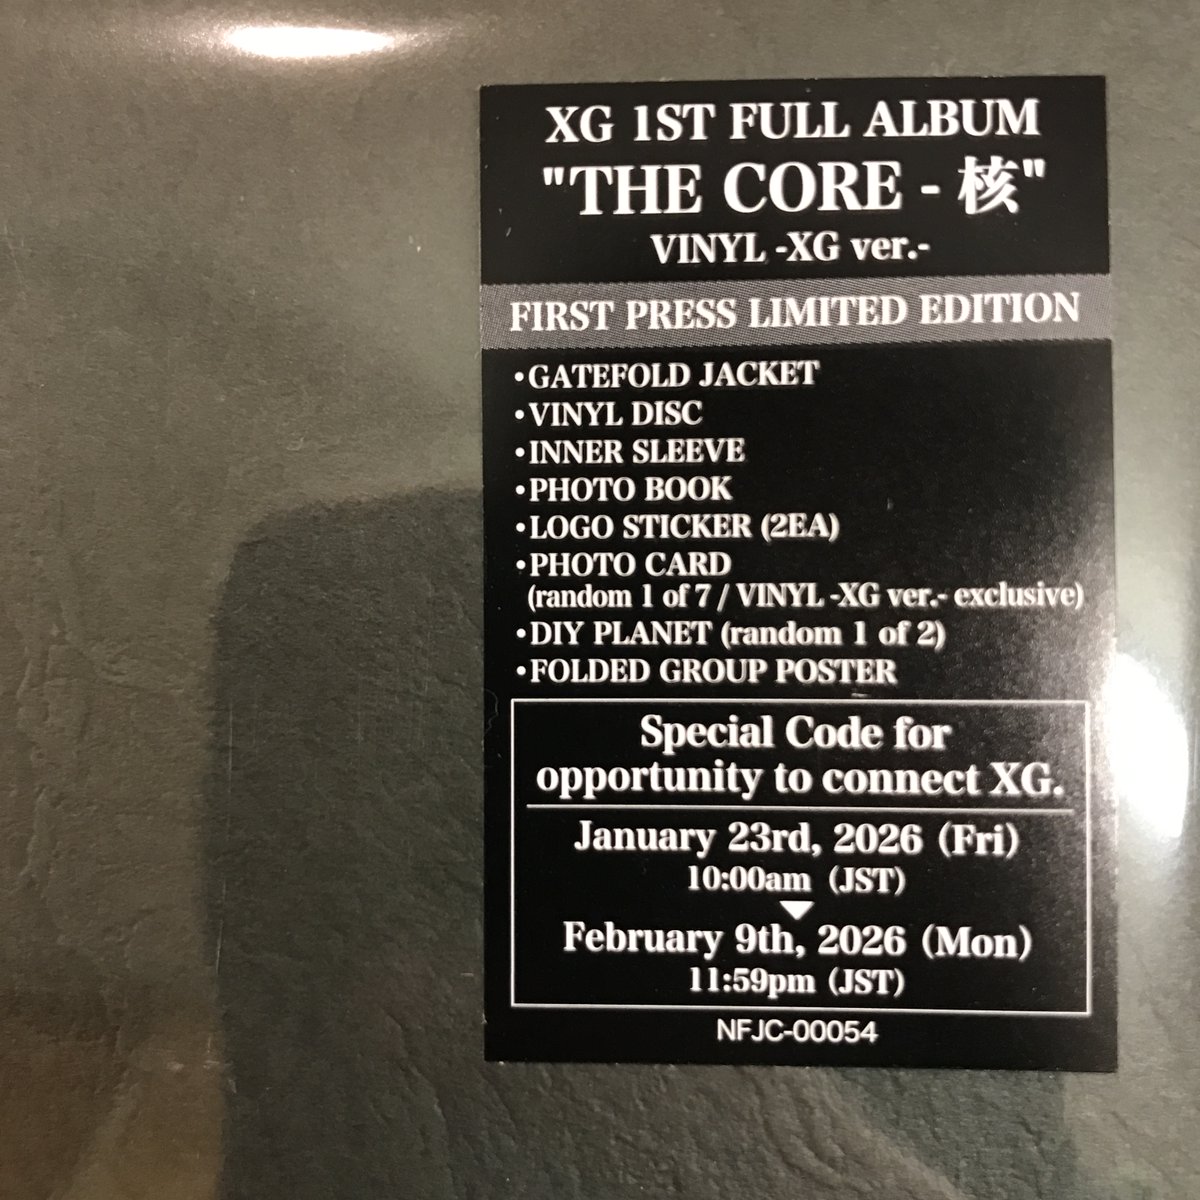 XG 1ST FULL ALBUM
"THE CORE - 核"
VINYL -XG ver.-
FIRST PRESS LIMITED EDITION
・GATEFOLD JACKET
・VINYL DISC
・INNER SLEEVE
・PHOTO BOOK
・LOGO STICKER (2EA)
・PHOTO CARD
(random 1 of 7 / VINYL -XG ver.- exclusive)
・DIY PLANET (random 1 of 2)
・FOLDED GROUP POSTER
Special Code for
opportunity to connect XG.
January 23rd, 2026 (Fri)
10:00am (JST)
▼
February 9th, 2026 (Mon)
11:59pm (JST)
NFJC-00054